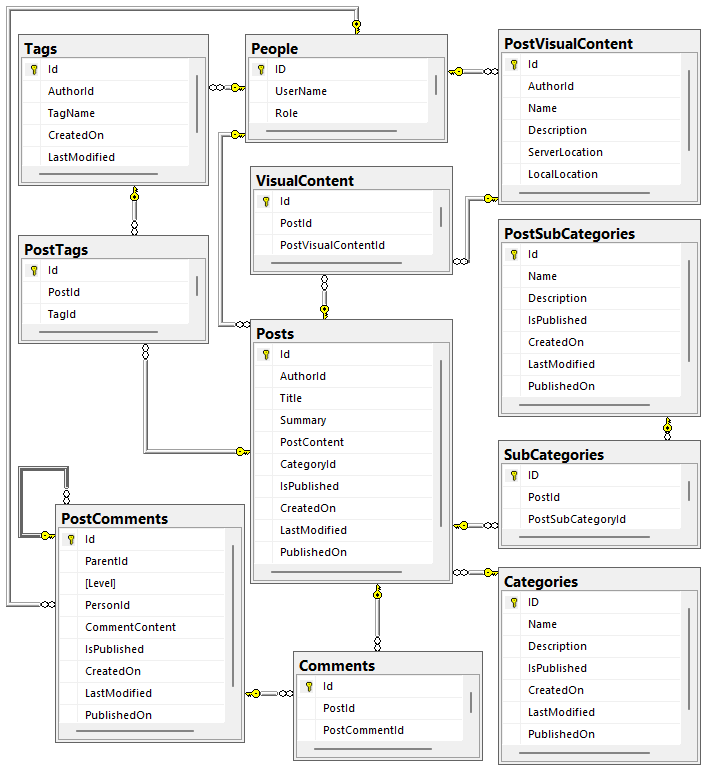 Tags
Id
AuthorId
TagName
CreatedOn
LastModified
People
ID
UserName
Role
PostVisualContent
Id
AuthorId
Name
Description
ServerLocation
LocalLocation
VisualContent
Id
PostId
PostVisualContentId
PostTags
Id
PostId
TagId
PostSubCategories
Id
Name
Description
IsPublished
CreatedOn
LastModified
PublishedOn
Posts
Id
AuthorId
Title
Summary
PostContent
CategoryId
IsPublished
CreatedOn
LastModified
PublishedOn
SubCategories
ID
PostId
PostSubCategoryId
PostComments
Id
ParentId
[Level]
PersonId
CommentContent
IsPublished
CreatedOn
LastModified
PublishedOn
Categories
ID
Name
Description
IsPublished
CreatedOn
LastModified
PublishedOn
Comments
Id
PostId
PostCommentId